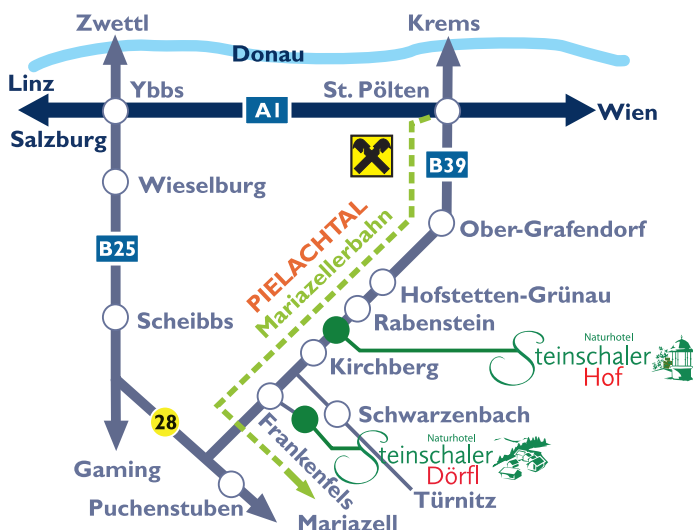 Zwettl
Krems
Donau
Linz
Ybbs
A1
St. Pölten
Wien
Salzburg
B39
Wieselburg
PIELACHTAL
Mariazellerbahn
Ober-Grafendorf
B25
Hofstetten-Grünau
Scheibbs
Rabenstein
Naturhotel
Steinschaler
Hof
Kirchberg
28
Schwarzenbach
Frankenfels
Naturhotel
Steinschaler
Dörfl
Gaming
Türnitz
Puchenstuben
Mariazell